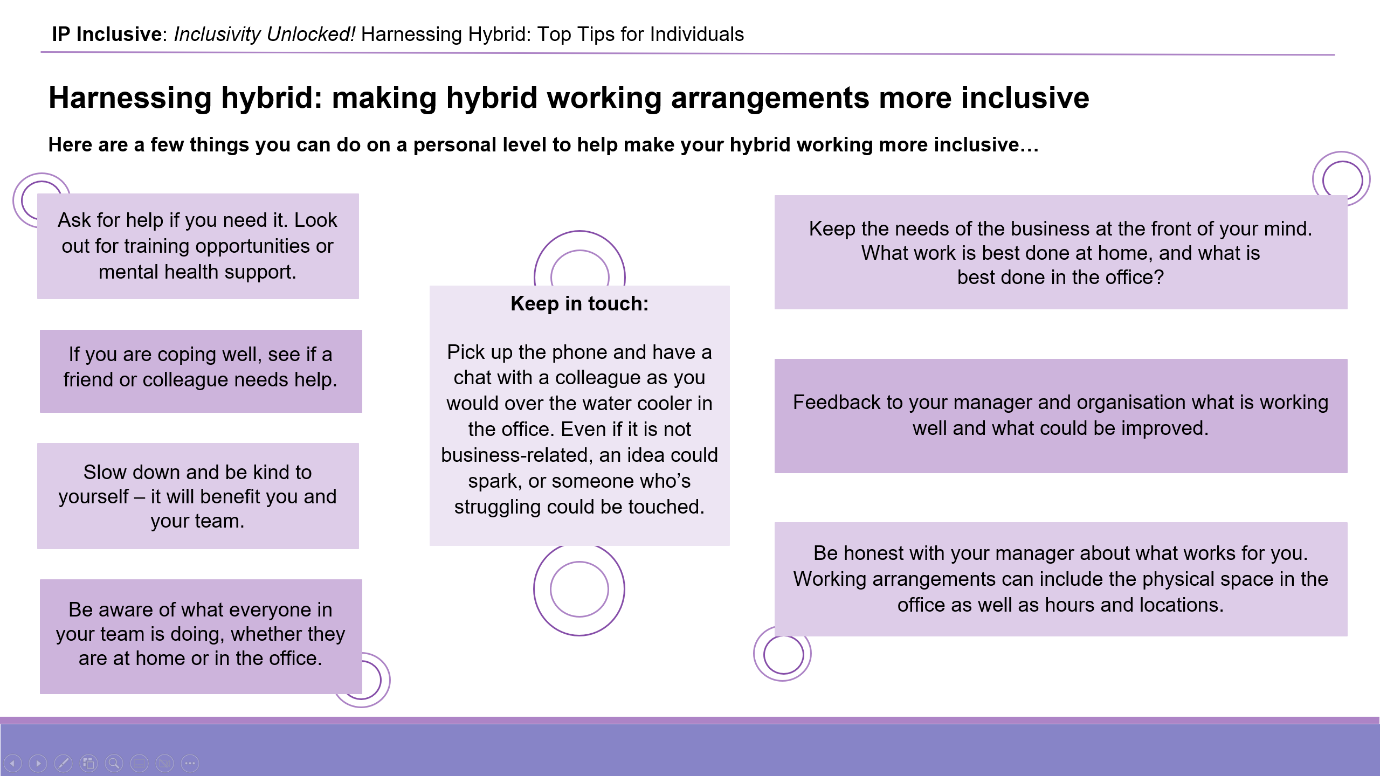 IP Inclusive: Inclusivity Unlocked! Harnessing Hybrid: Top Tips for Individuals
Harnessing hybrid: making hybrid working arrangements more inclusive
Here are a few things you can do on a personal level to help make your hybrid working more inclusive…
Ask for help if you need it. Look
out for training opportunities or
mental health support.
If you are coping well, see if a
friend or colleague needs help.
Slow down and be kind to
yourself – it will benefit you and
your team.
Be aware of what everyone in
your team is doing, whether they
are at home or in the office.
Keep in touch:
Pick up the phone and have a
chat with a colleague as you
would over the water cooler in
the office. Even if it is not
business-related, an idea could
spark, or someone who’s
struggling could be touched.
Keep the needs of the business at the front of your mind.
What work is best done at home, and what is
best done in the office?
Feedback to your manager and organisation what is working
well and what could be improved.
Be honest with your manager about what works for you.
Working arrangements can include the physical space in the
office as well as hours and locations.